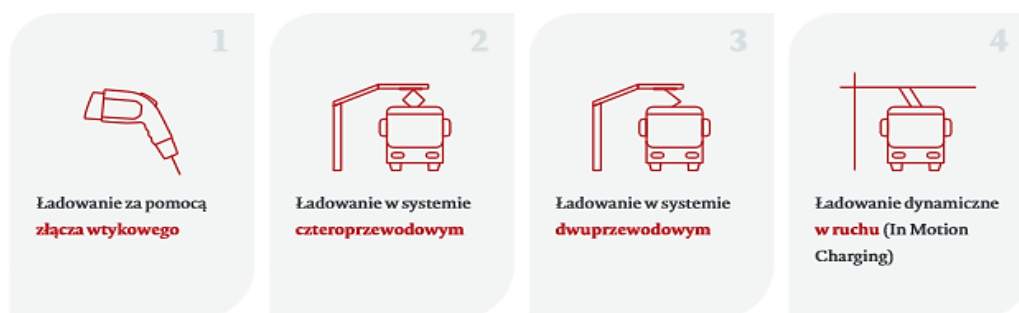 1
Ładowanie za pomocą
złącza wtykowego
2
Ładowanie w systemie
czteroprzewodowym
3
Ładowanie w systemie
dwuprzewodowym
4
Ładowanie dynamiczne
w ruchu (In Motion
Charging)